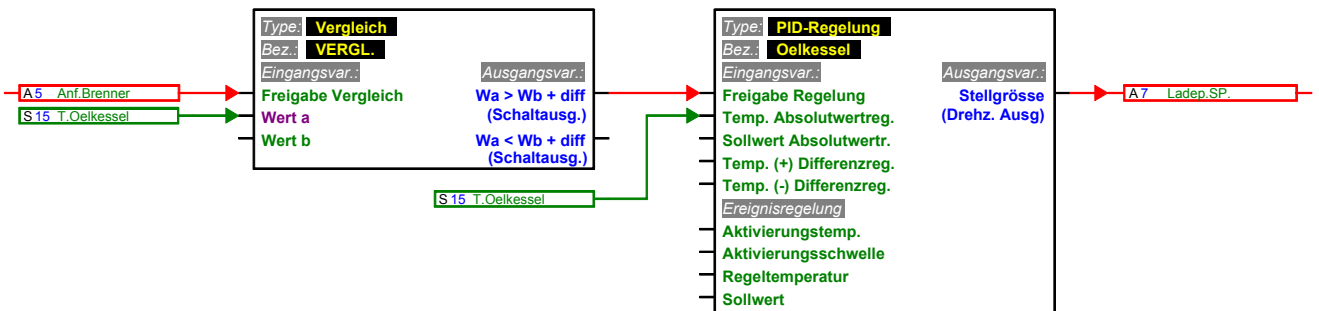 Type: Vergleich
Bez.: VERGL.
Eingangsvar.: Ausgangsvar.:
A 5 Anf.Brenner
Freigabe Vergleich
Wa > Wb + diff
(Schaltausg.)
S 15 T.Oelkessel
Wert a
Wert b
Wa < Wb + diff
(Schaltausg.)
S 15 T.Oelkessel
Type: PID-Regelung
Bez.: Oelkessel
Eingangsvar.: Ausgangsvar.:
Freigabe Regelung
Stellgrösse
(Drehz. Ausg)
A 7 Ladep.SP.
Temp. Absolutwertreg.
Sollwert Absolutwertr.
Temp. (+) Differenzreg.
Temp. (-) Differenzreg.
Ereignisregelung
Aktivierungstemp.
Aktivierungsschwelle
Regeltemperatur
Sollwert